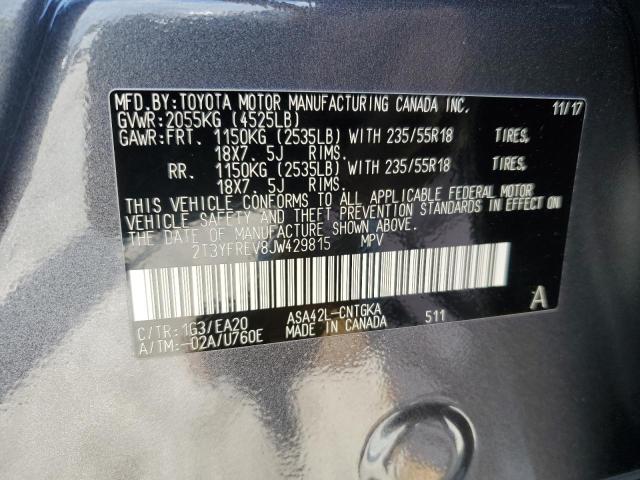 MFD.BY:TOYOTA MOTOR MANUFACTURING CANADA INC. 11/17
GVWR:2055KG (4525LB)
GAWR:FRT. 1150KG (2535LB) WITH 235/55R18 TIRES,
18X7. 5J RIMS.
RR. 1150KG (2535LB) WITH 235/55R18 TIRES,
18X7. 5J RIMS.
THIS VEHICLE CONFORMS TO ALL APPLICABLE FEDERAL MOTOR
VEHICLE SAFETY AND THEFT PREVENTION STANDARDS IN EFFECT ON
THE DATE OF MANUFACTURE SHOWN ABOVE.
2T3YFREV8JW429815 MPV
C/TR:1G3/EA20 ASA42L-CNTGKA 511 A
A/TM:-02A/U760E MADE IN CANADA